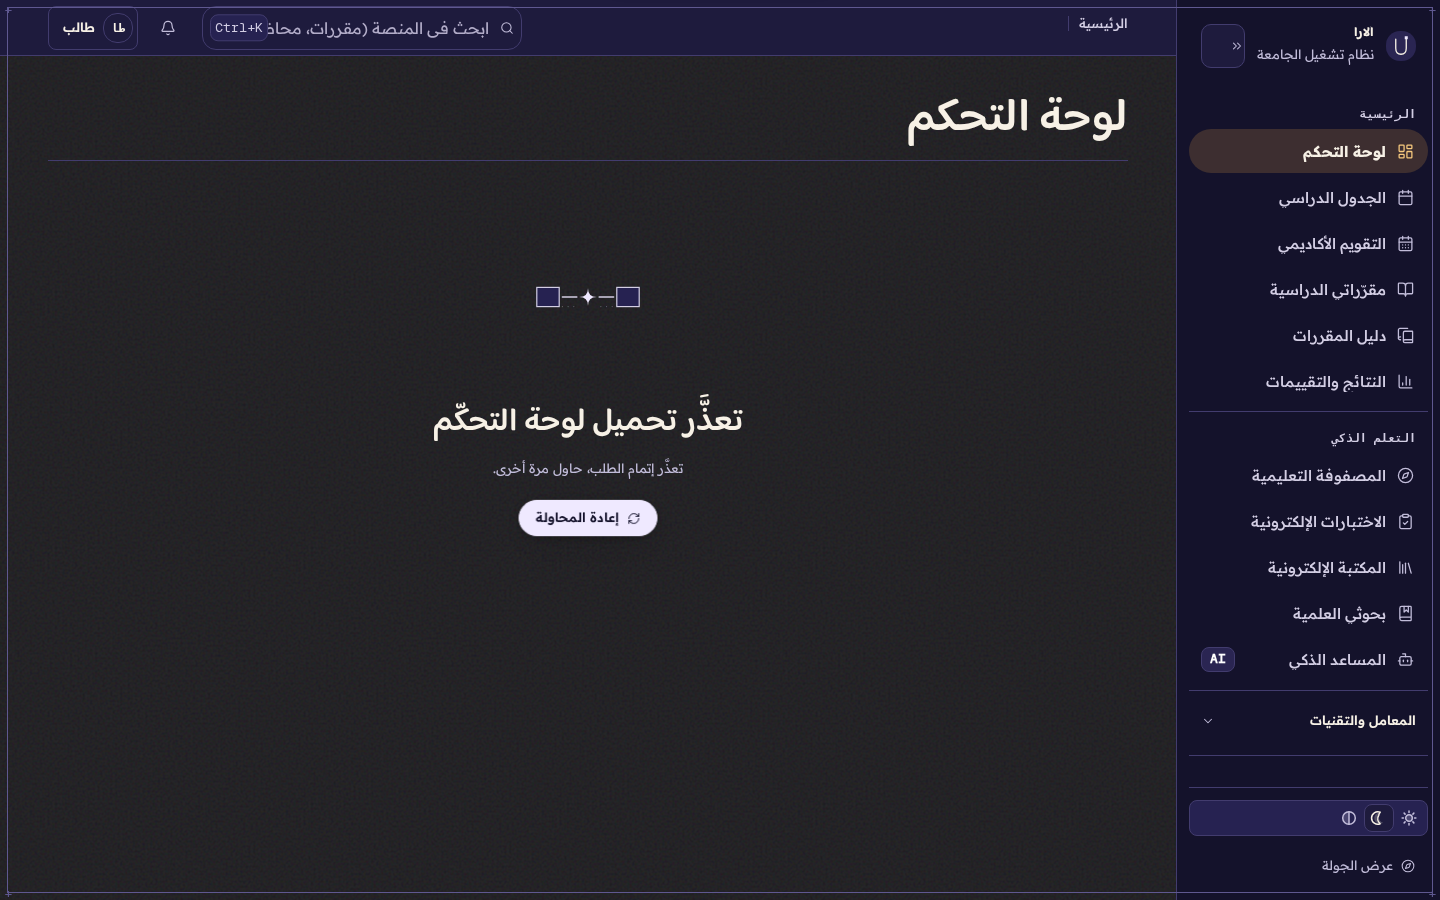 الارا
نظام تشغيل الجامعة
الرئيسية
لوحة التحكم
الجدول الدراسي
التقويم الأكاديمي
مقرّراتي الدراسية
دليل المقررات
النتائج والتقييمات
التعلم الذكي
المصفوفة التعليمية
الاختبارات الإلكترونية
المكتبة الإلكترونية
بحوثي العلمية
المساعد الذكي AI
المعامل والتقنيات
عرض الجولة
الرئيسية
ابحث في المنصة (مقررات، محاض Ctrl+K
طا طالب
لوحة التحكم
تعذَّر تحميل لوحة التحكّم
تعذَّر إتمام الطلب، حاول مرة أخرى.
إعادة المحاولة